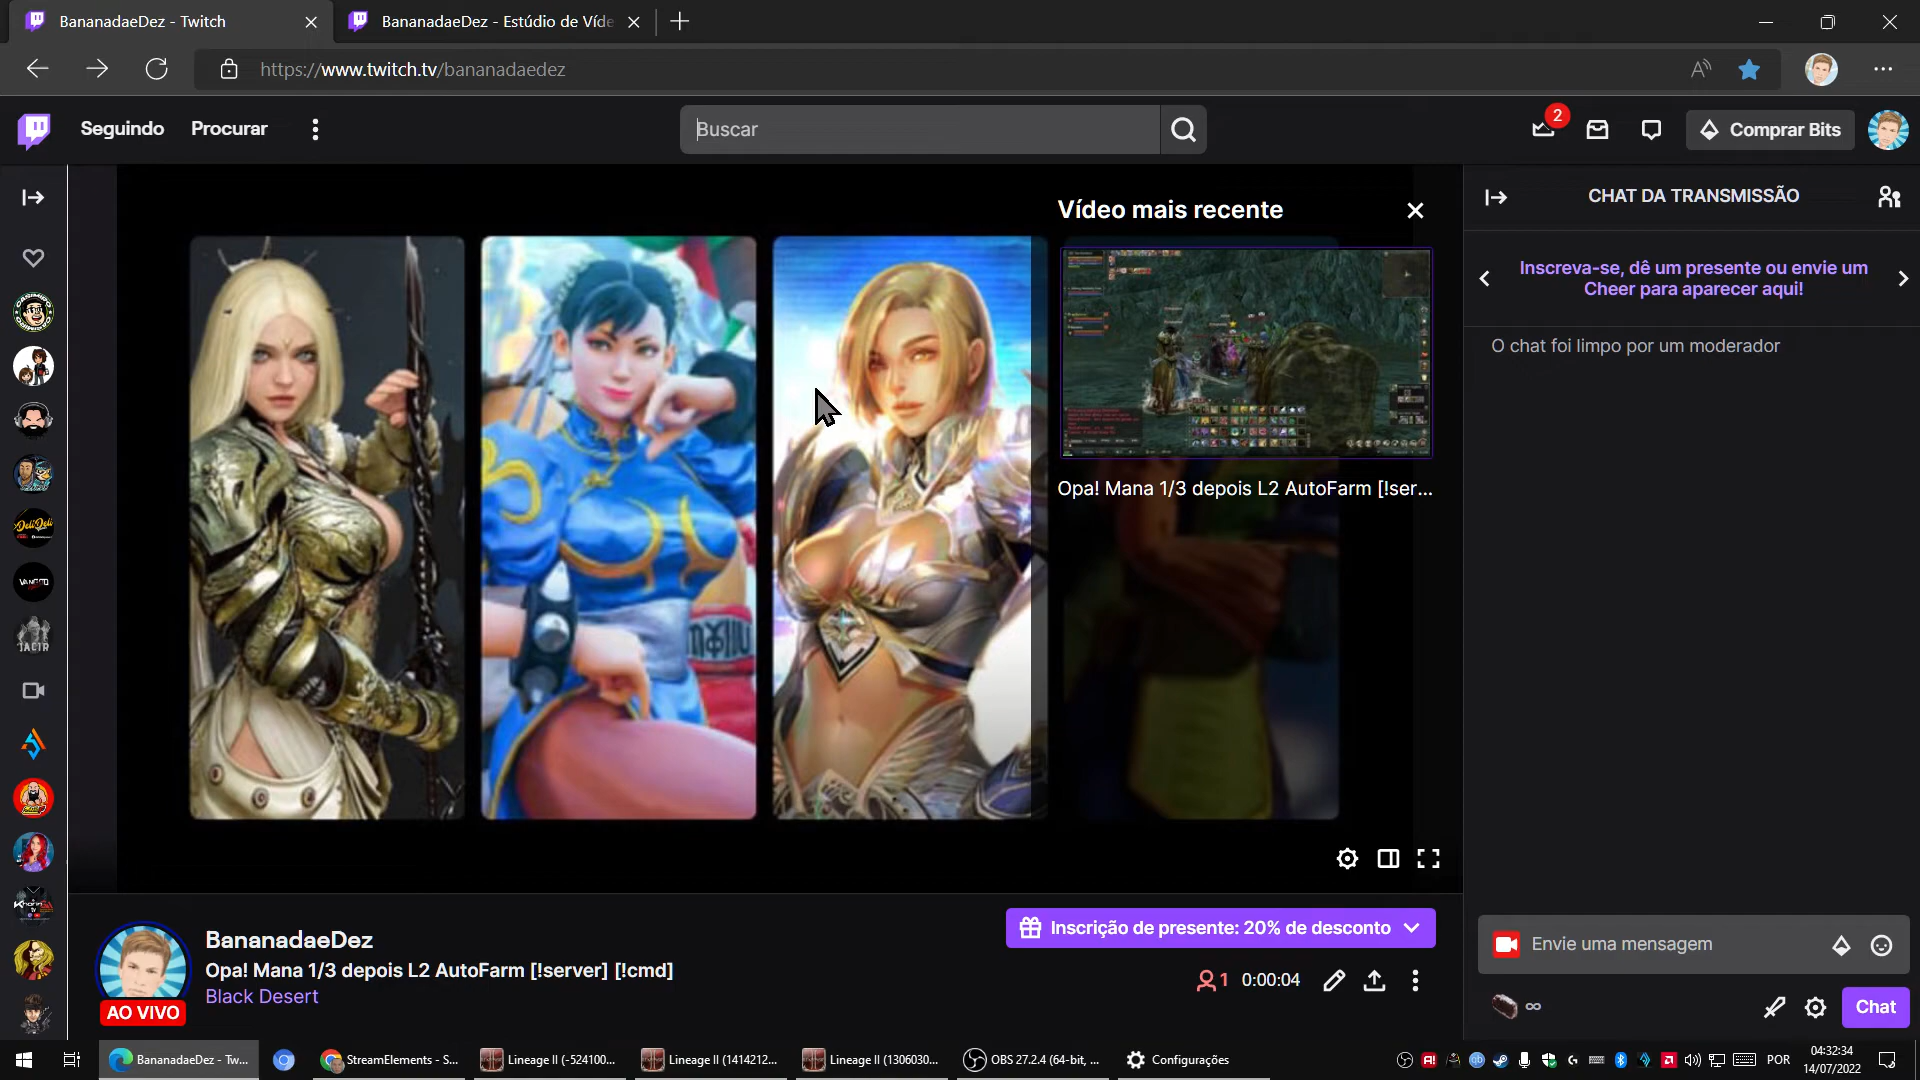 BananadaeDez - Twitch
BananadaeDez - Estúdio de Víde
https://www.twitch.tv/bananadaedez
Seguindo
Procurar
Buscar
2
Comprar Bits
Vídeo mais recente
CHAT DA TRANSMISSÃO
Inscreva-se, dê um presente ou envie um
Cheer para aparecer aqui!
O chat foi limpo por um moderador
Opa! Mana 1/3 depois L2 AutoFarm [!ser...
Inscrição de presente: 20% de desconto
BananadaeDez
Opa! Mana 1/3 depois L2 AutoFarm [!server] [!cmd]
Black Desert
AO VIVO
1
0:00:04
Envie uma mensagem
∞
Chat
BananadaeDez - Tw...
StreamElements - S...
Lineage II (-524100...
Lineage II (1414212...
Lineage II (1306030...
OBS 27.2.4 (64-bit, ...
Configurações
POR
04:32:34
14/07/2022